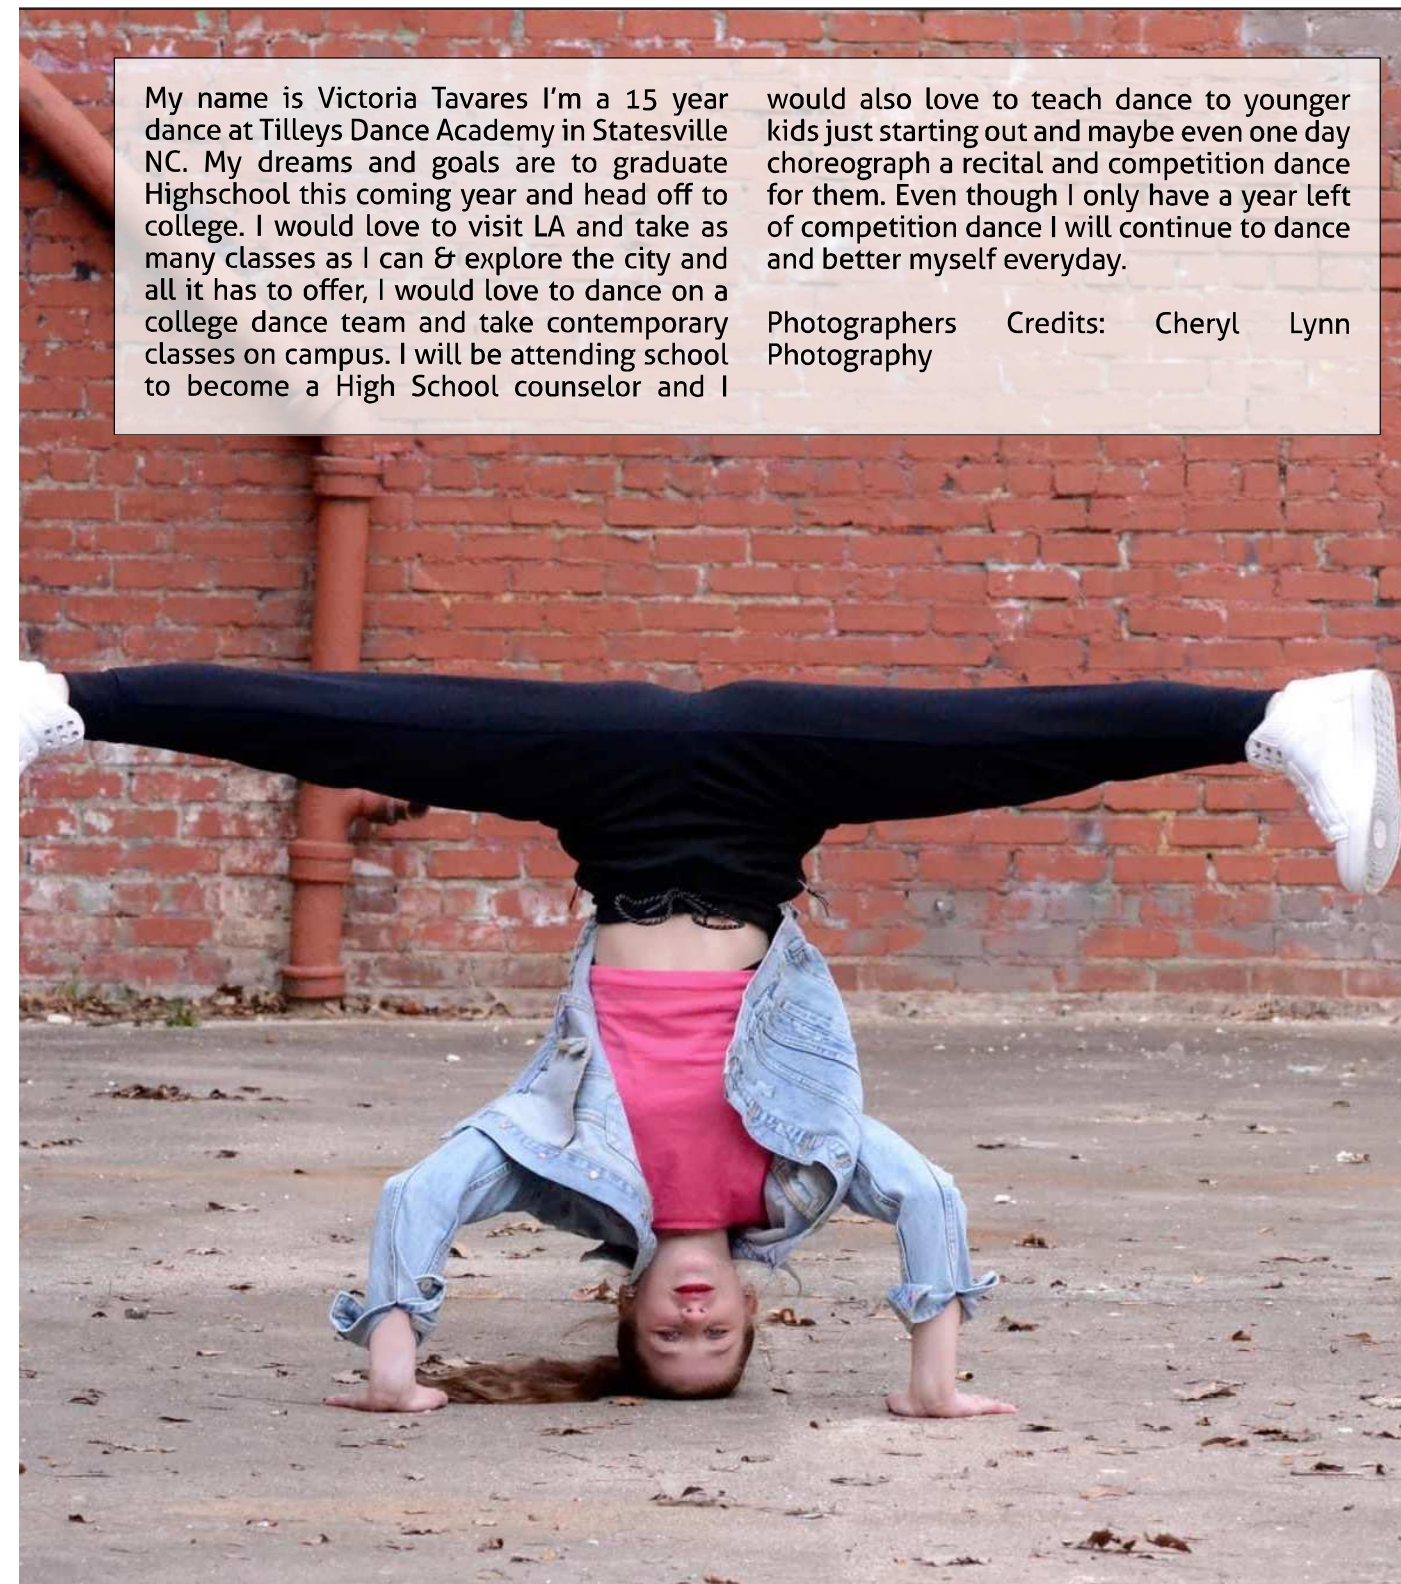 My name is Victoria Tavares I'm a 15 year
dance at Tilleys Dance Academy in Statesville
NC. My dreams and goals are to graduate
Highschool this coming year and head off to
college. I would love to visit LA and take as
many classes as I can & explore the city and
all it has to offer, I would love to dance on a
college dance team and take contemporary
classes on campus. I will be attending school
to become a High School counselor and I
would also love to teach dance to younger
kids just starting out and maybe even one day
choreograph a recital and competition dance
for them. Even though I only have a year left
of competition dance I will continue to dance
and better myself everyday.
Photographers Credits: Cheryl Lynn
Photography